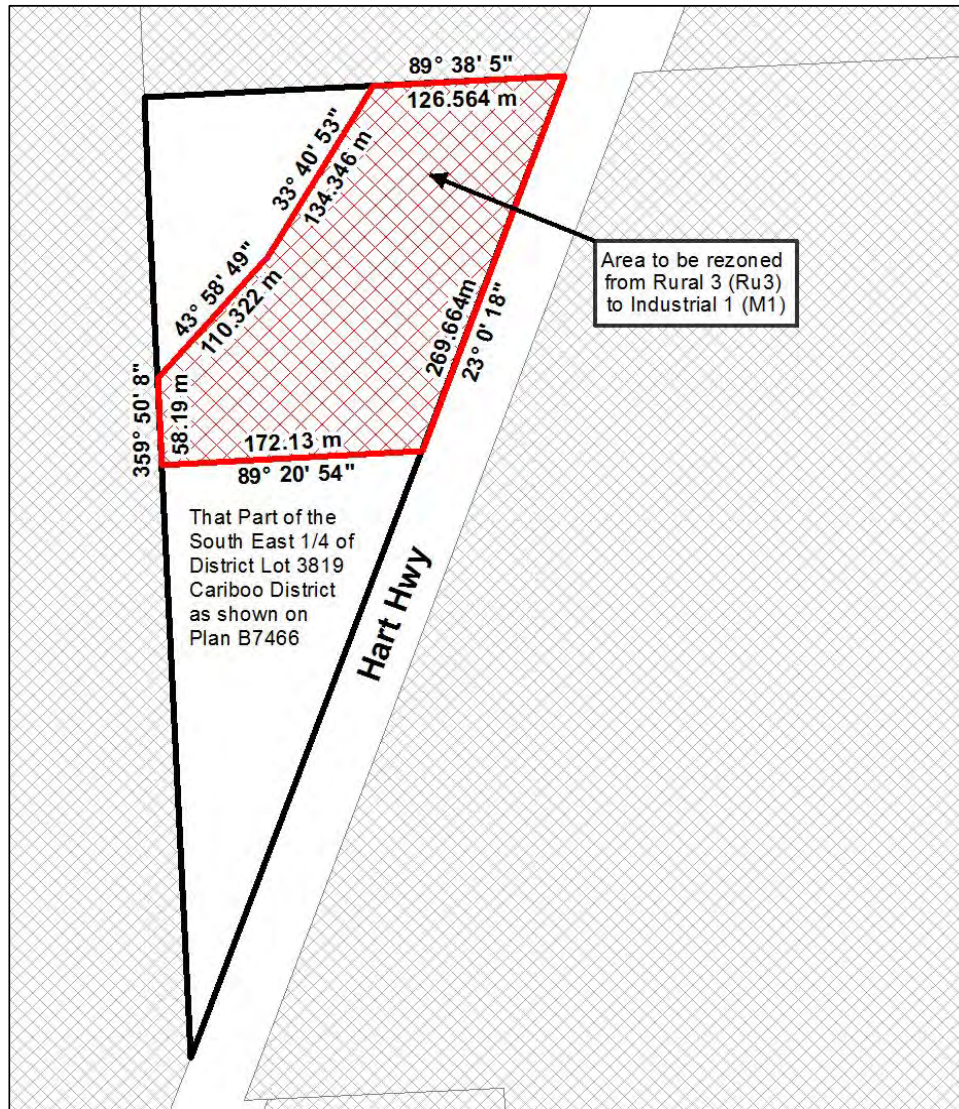 89° 38' 5"
126.564 m
33° 40' 53"
134.346 m
43° 58' 49"
110.322 m
Area to be rezoned
from Rural 3 (Ru3)
to Industrial 1 (M1)
269.664m
23° 0' 18"
359° 50' 8"
58.19 m
172.13 m
89° 20' 54"
That Part of the
South East 1/4 of
District Lot 3819
Cariboo District
as shown on
Plan B7466
Hart Hwy